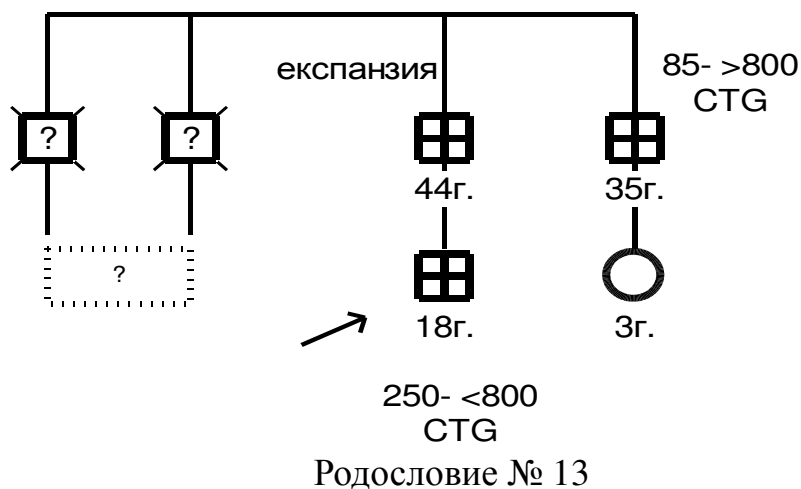 експанзия
85- >800
CTG
?
?
44г.
35г.
?
18г.
3г.
250- <800
CTG
Родословие № 13